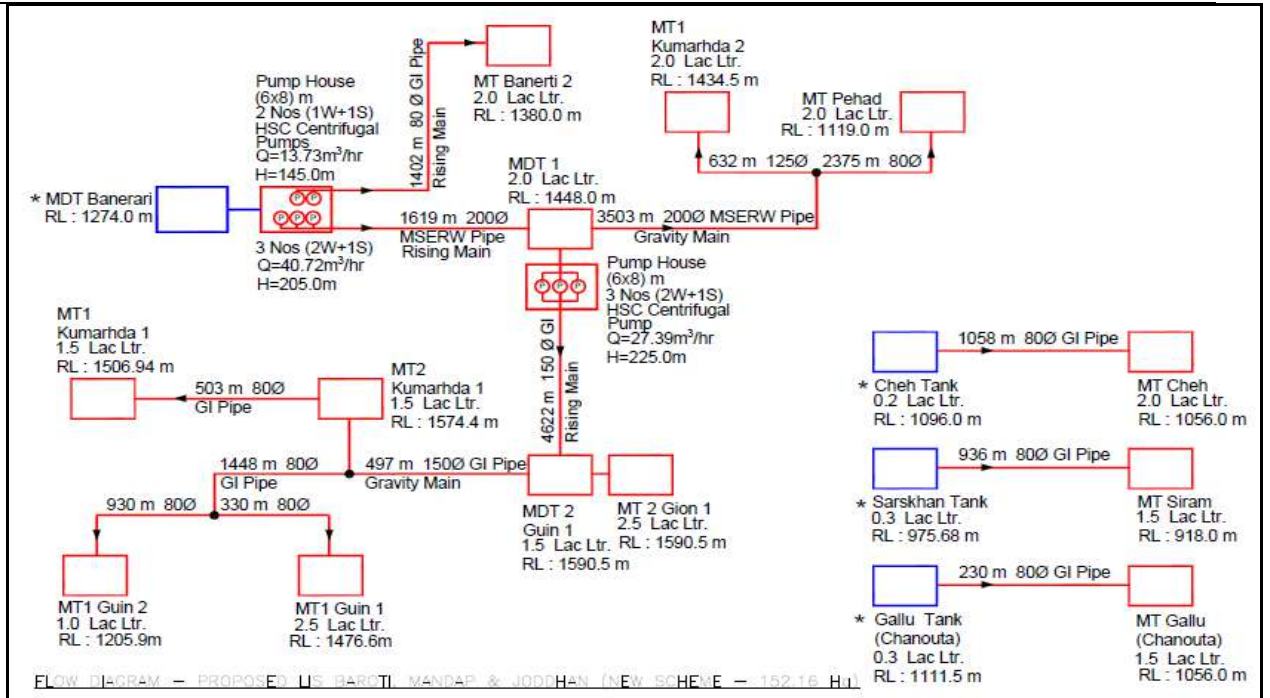 MT1
Kumarhda 2
2.0 Lac Ltr.
RL : 1434.5 m
MT Banerti 2
2.0 Lac Ltr.
RL : 1380.0 m
Pump House
(6x8) m
2 Nos (1W+1S)
HSC Centrifugal
Pumps
Q=13.73m³/hr
H=145.0m
1402 m 80 Ø GI Pipe
Rising Main
MT Pehad
2.0 Lac Ltr.
RL : 1119.0 m
632 m 125Ø
2375 m 80Ø
* MDT Banerari
RL : 1274.0 m
MDT 1
2.0 Lac Ltr.
RL : 1448.0 m
1619 m 200Ø
MSERW Pipe
Rising Main
3503 m 200Ø MSERW Pipe
Gravity Main
3 Nos (2W+1S)
Q=40.72m³/hr
H=205.0m
Pump House
(6x8) m
3 Nos (2W+1S)
HSC Centrifugal
Pump
Q=27.39m³/hr
H=225.0m
MT1
Kumarhda 1
1.5 Lac Ltr.
RL : 1506.94 m
503 m 80Ø
GI Pipe
MT2
Kumarhda 1
1.5 Lac Ltr.
RL : 1574.4 m
4622 m 150 Ø GI
Rising Main
1448 m 80Ø
GI Pipe
497 m 150Ø GI Pipe
Gravity Main
930 m 80Ø
330 m 80Ø
MDT 2
Guin 1
1.5 Lac Ltr.
RL : 1590.5 m
MT 2 Gion 1
2.5 Lac Ltr.
RL : 1590.5 m
MT1 Guin 2
1.0 Lac Ltr.
RL : 1205.9m
MT1 Guin 1
2.5 Lac Ltr.
RL : 1476.6m
1058 m 80Ø GI Pipe
* Cheh Tank
0.2 Lac Ltr.
RL : 1096.0 m
MT Cheh
2.0 Lac Ltr.
RL : 1056.0 m
936 m 80Ø GI Pipe
* Sarskhan Tank
0.3 Lac Ltr.
RL : 975.68 m
MT Siram
1.5 Lac Ltr.
RL : 918.0 m
230 m 80Ø GI Pipe
* Gallu Tank
(Chanouta)
0.3 Lac Ltr.
RL : 1111.5 m
MT Gallu
(Chanouta)
1.5 Lac Ltr.
RL : 1056.0 m
P P
P P P
P P P
FLOW DIAGRAM – PROPOSED LIS BAROTI, MANDAP & JODDHAN (NEW SCHEME – 152.16 Ha)